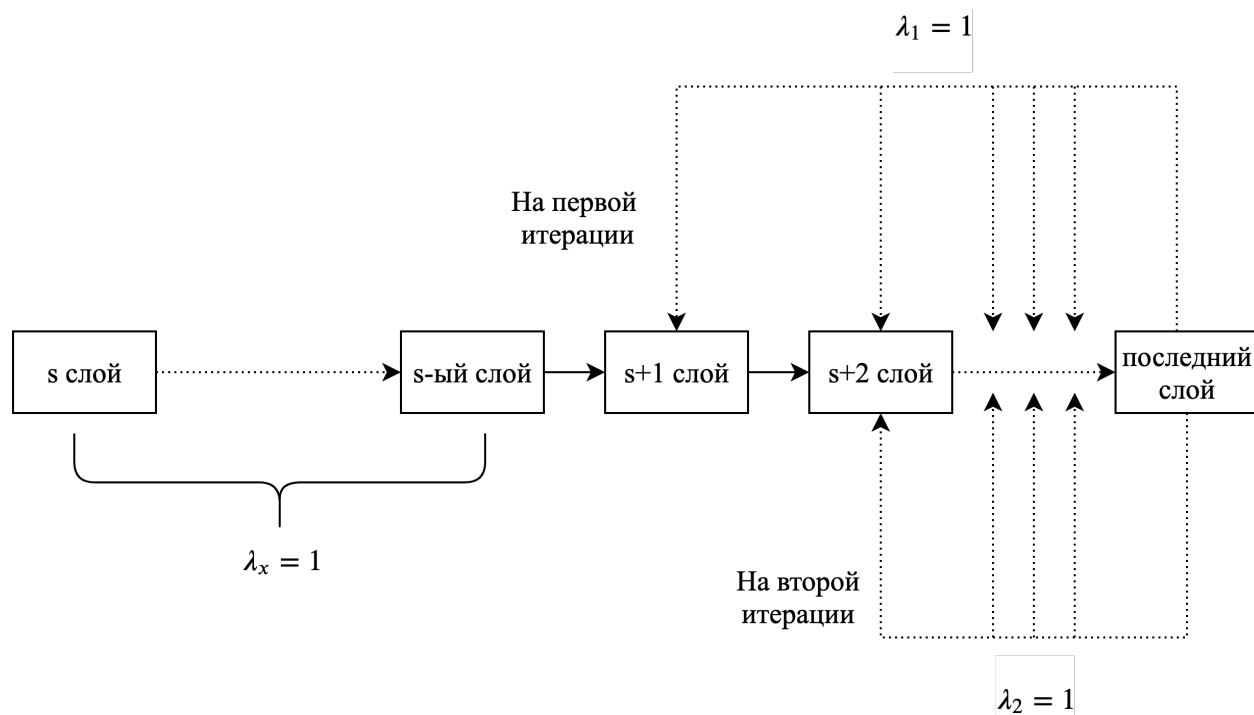 λ₁ = 1
На первой
итерации
s слой
s-ый слой
s+1 слой
s+2 слой
последний
слой
λₓ = 1
На второй
итерации
λ₂ = 1